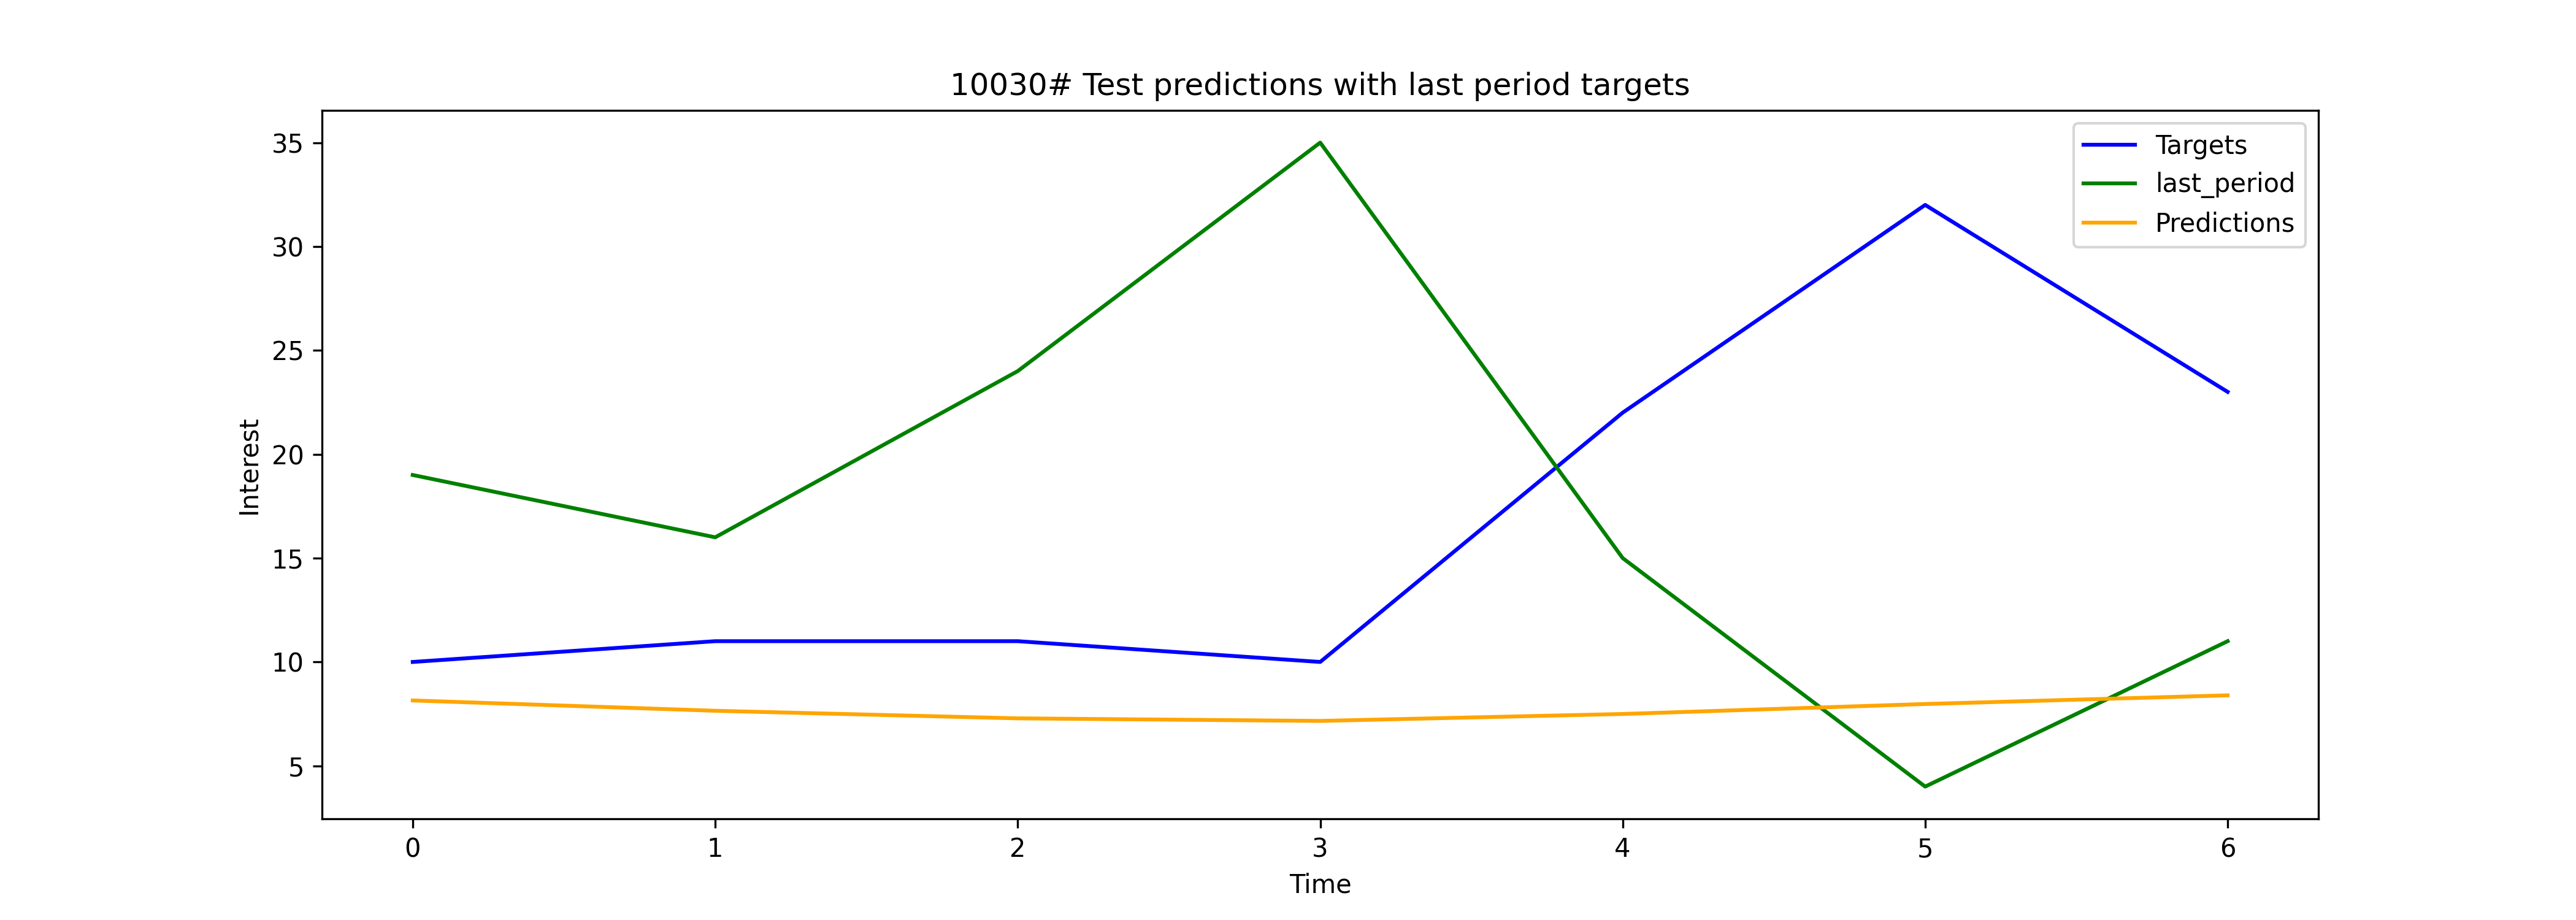 10030# Test predictions with last period targets
Targets
last_period
Predictions
35
30
25
20
15
10
5
Interest
0 1 2 3 4 5 6
Time